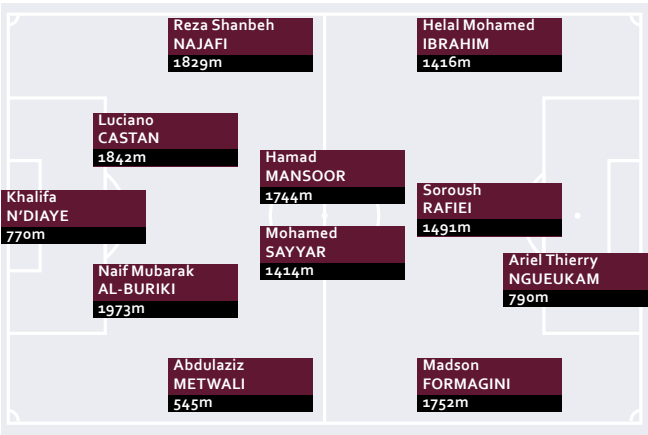 Reza Shanbeh
NAJAFI
1829m
Helal Mohamed
IBRAHIM
1416m
Luciano
CASTAN
1842m
Hamad
MANSOOR
1744m
Khalifa
N'DIAYE
770m
Soroush
RAFIEI
1491m
Mohamed
SAYYAR
1414m
Ariel Thierry
NGUEUKAM
790m
Naif Mubarak
AL-BURIKI
1973m
Abdulaziz
METWALI
545m
Madson
FORMAGINI
1752m